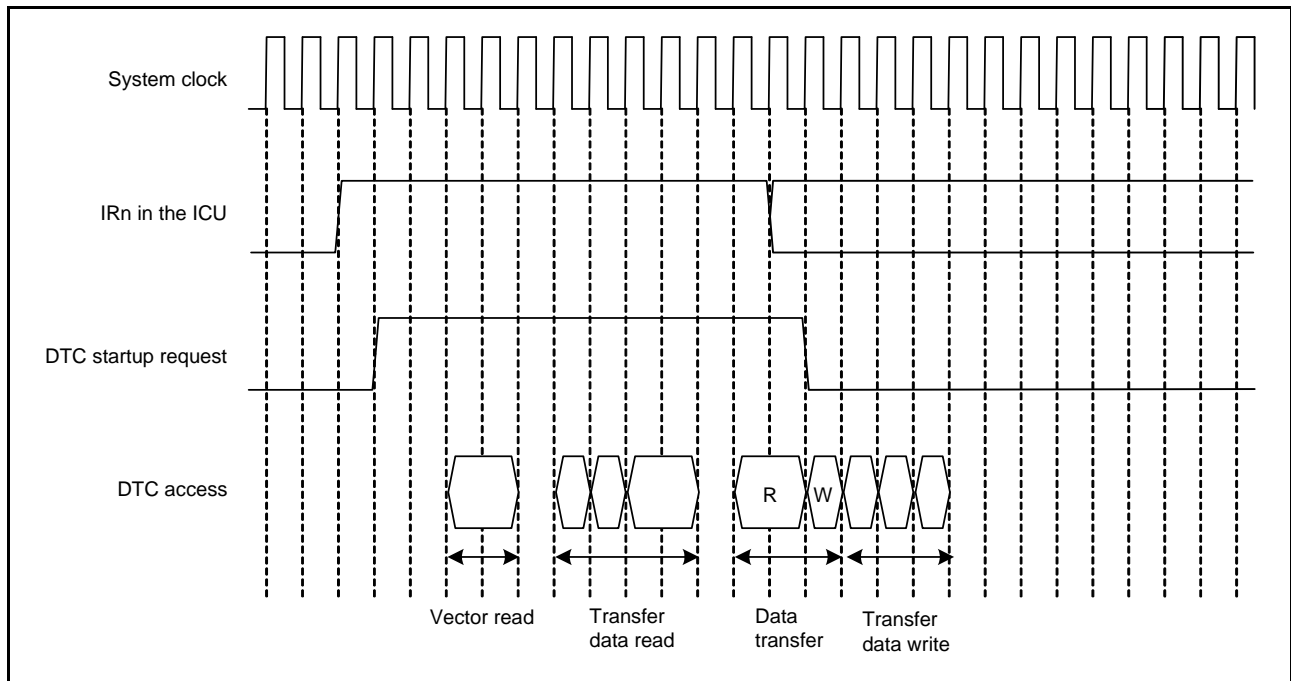 System clock
IRn in the ICU
DTC startup request
DTC access
R
W
Vector read
Transfer
data read
Data
transfer
Transfer
data write